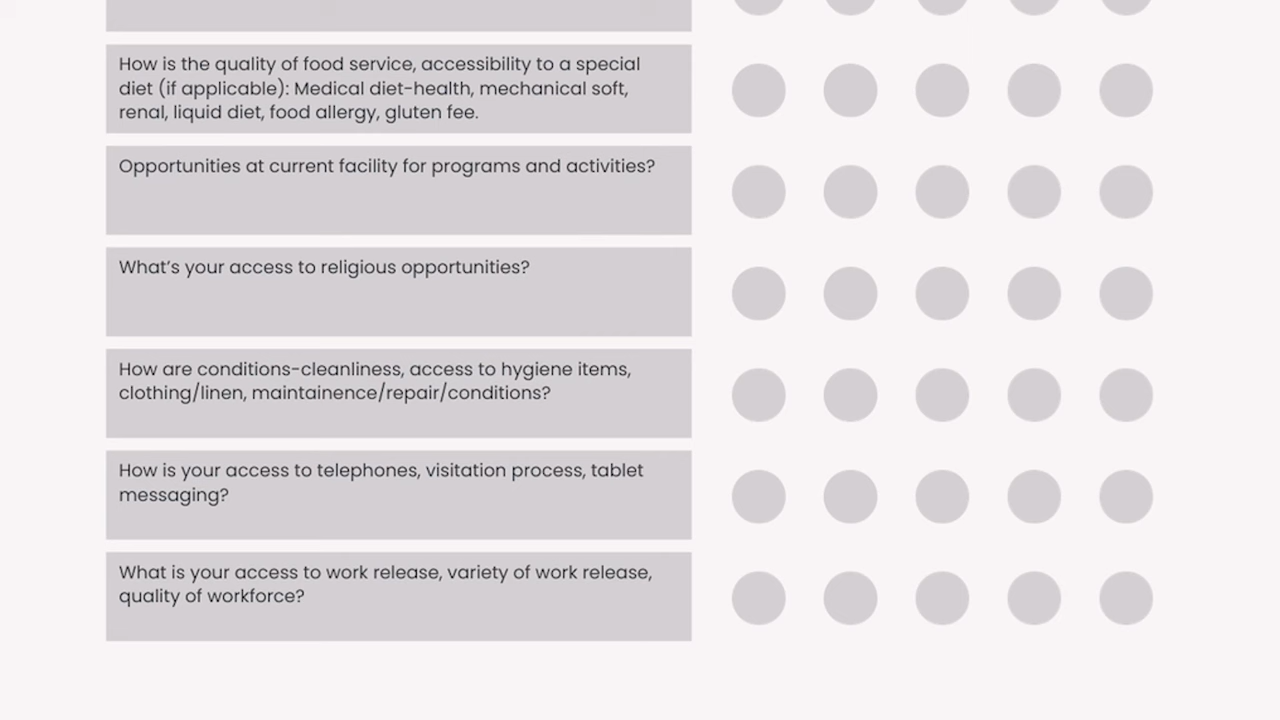 How is the quality of food service, accessibility to a special
diet (if applicable): Medical diet-health, mechanical soft,
renal, liquid diet, food allergy, gluten fee.
Opportunities at current facility for programs and activities?
What’s your access to religious opportunities?
How are conditions-cleanliness, access to hygiene items,
clothing/linen, maintainence/repair/conditions?
How is your access to telephones, visitation process, tablet
messaging?
What is your access to work release, variety of work release,
quality of workforce?